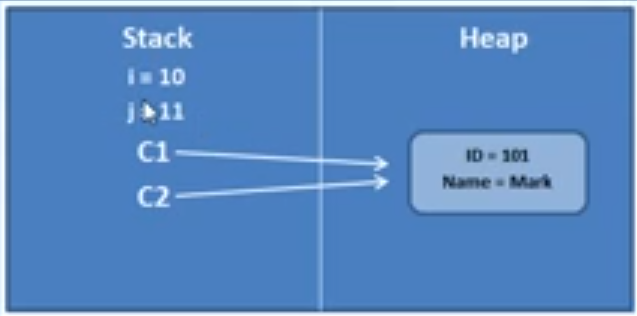 Stack
i = 10
j = 11
C1
C2
Heap
ID = 101
Name = Mark